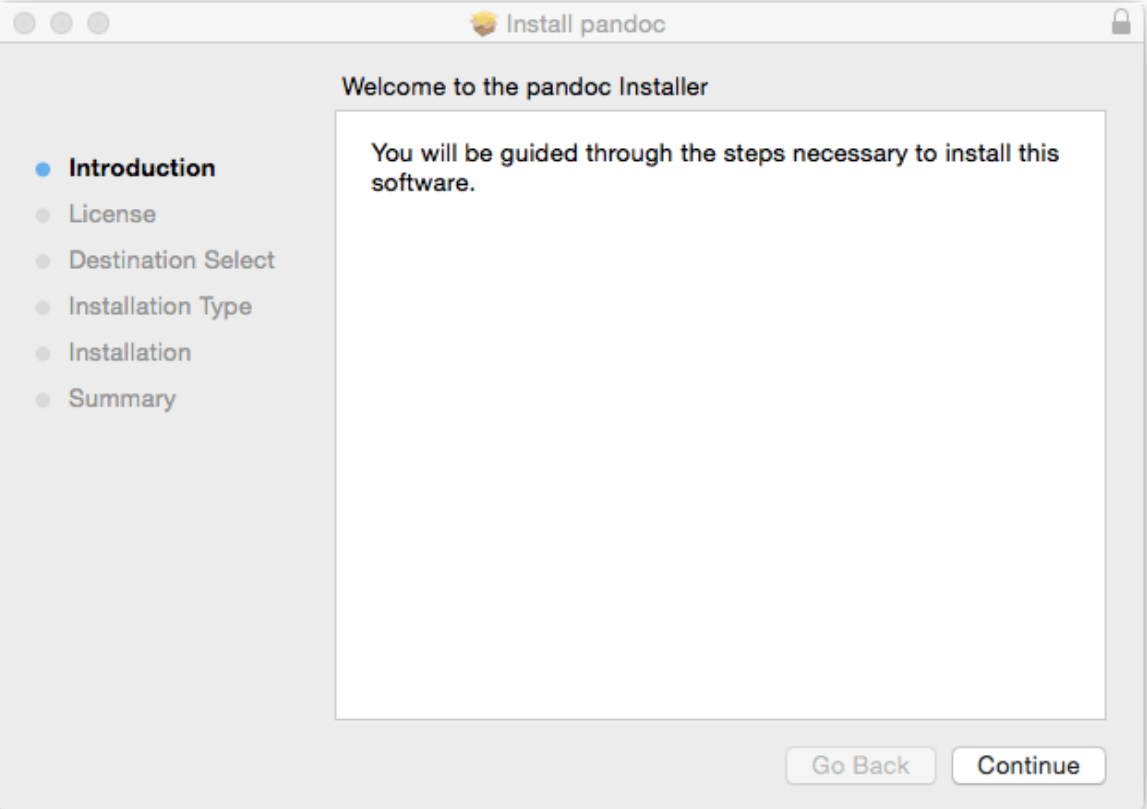 Install pandoc
Welcome to the pandoc Installer
Introduction
License
Destination Select
Installation Type
Installation
Summary
You will be guided through the steps necessary to install this
software.
Go Back
Continue